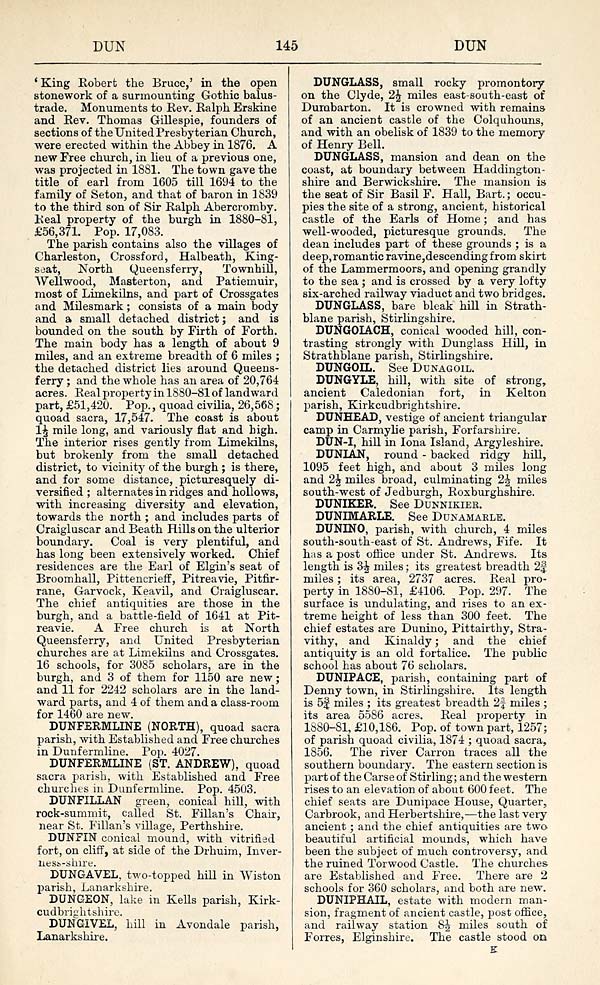 DUN 145 DUN
‘King Robert the Bruce,’ in the open
stonework of a surmounting Gothic balus-
trade. Monuments to Rev. Ralph Erskine
and Rev. Thomas Gillespie, founders of
sections of the United Presbyterian Church,
were erected within the Abbey in 1876. A
new Free church, in lieu of a previous one,
was projected in 1881. The town gave the
title of earl from 1605 till 1694 to the
family of Seton, and that of baron in 1839
to the third son of Sir Ralph Abercromby.
Real property of the burgh in 1880-81,
£56,371. Pop. 17,083.
The parish contains also the villages of
Charleston, Crossford, Halbeath, King-
seat, North Queensferry, Townhill,
Wellwood, Masterton, and Patiemuir,
most of Limekilns, and part of Crossgates
and Milesmark; consists of a main body
and a small detached district; and is
bounded on the south by Firth of Forth.
The main body has a length of about 9
miles, and an extreme breadth of 6 miles;
the detached district lies around Queens-
ferry; and the whole has an area of 20,764
acres. Real property in 1880-81 of landward
part, £51,420. Pop., quoad civilia, 26,568;
quoad sacra, 17,547. The coast is about
1½ mile long, and variously flat and high.
The interior rises gently from Limekilns,
but brokenly from the small detached
district, to vicinity of the burgh; is there,
and for some distance, picturesquely di-
versified; alternates in ridges and hollows,
with increasing diversity and elevation,
towards the north; and includes parts of
Craigluscar and Beath Hills on the ulterior
boundary. Coal is very plentiful, and
has long been extensively worked. Chief
residences are the Earl of Elgin’s seat of
Broomhall, Pittencrieff, Pitreavie, Pitfir-
rane, Garvock, Keavil, and Craigluscar.
The chief antiquities are those in the
burgh, and a battle-field of 1641 at Pit-
reavie. A Free church is at North
Queensferry, and United Presbyterian
churches are at Limekilns and Crossgates.
16 schools, for 3085 scholars, are in the
burgh, and 3 of them for 1150 are new;
and 11 for 2242 scholars are in the land-
ward parts, and 4 of them and a class-room
for 1460 are new.
DUNFERMLINE (NORTH), quoad sacra
parish, with Established and Free churches
in Dunfermline. Pop. 4027.
DUNFERMLINE (ST. ANDREW), quoad
sacra parish, with Established and Free
churches in Dunfermline. Pop. 4503.
DUNFILLAN green, conical hill, with
rock-summit, called St. Fillan’s Chair,
near St. Fillan’s village, Perthshire.
DUNFIN conical mound, with vitrified
fort, on cliff, at side of the Drhuim, Inver-
ness-shire.
DUNGAVEL, two-topped hill in Wiston
parish, Lanarkshire.
DUNGEON, lake in Kells parish, Kirk-
cudbrightshire.
DUNGIVEL, hill in Avondale parish,
Lanarkshire.
DUNGLASS, small rocky promontory
on the Clyde, 2½ miles east-south-east of
Dumbarton. It is crowned with remains
of an ancient castle of the Colquhouns,
and with an obelisk of 1839 to the memory
of Henry Bell.
DUNGLASS, mansion and dean on the
coast, at boundary between Haddington-
shire and Berwickshire. The mansion is
the seat of Sir Basil F. Hall, Bart.; occu-
pies the site of a strong, ancient, historical
castle of the Earls of Home; and has
well-wooded, picturesque grounds. The
dean includes part of these grounds; is a
deep, romantic ravine, descending from skirt
of the Lammermoors, and opening grandly
to the sea; and is crossed by a very lofty
six-arched railway viaduct and two bridges.
DUNGLASS, bare bleak hill in Strath-
blane parish, Stirlingshire.
DUNGOIACH, conical wooded hill, con-
trasting strongly with Dunglass Hill, in
Strathblane parish, Stirlingshire.
DUNGOIL. See DUNAGOIL.
DUNGYLE, hill, with site of strong,
ancient Caledonian fort, in Kelton
parish, Kirkcudbrightshire.
DUNHEAD, vestige of ancient triangular
camp in Carmylie parish, Forfarshire.
DUN-I, hill in Iona Island, Argyleshire.
DUNIAN, round-backed ridgy hill,
1095 feet high, and about 3 miles long
and 2½ miles broad, culminating 2½ miles
south-west of Jedburgh, Roxburghshire.
DUNIKER. See DUNNIKIER.
DUNIMARLE. See DUNAMARLE.
DUNINO, parish, with church, 4 miles
south-south-east of St. Andrews, Fife. It
has a post office under St. Andrews. Its
length is 3½ miles; its greatest breadth 2¾
miles; its area, 2737 acres. Real pro-
perty in 1880-81, £4106. Pop. 297. The
surface is undulating, and rises to an ex-
treme height of less than 300 feet. The
chief estates are Dunino, Pittairthy, Stra-
vithy, and Kinaldy; and the chief
antiquity is an old fortalice. The public
school has about 76 scholars.
DUNIPACE, parish, containing part of
Denny town, in Stirlingshire. Its length
is 5¾ miles; its greatest breadth 2¾ miles;
its area 5586 acres. Real property in
1880-81, £10,186. Pop. of town part, 1257;
of parish quoad civilia, 1874; quoad sacra,
1856. The river Carron traces all the
southern boundary. The eastern section is
part of the Carse of Stirling; and the western
rises to an elevation of about 600 feet. The
chief seats are Dunipace House, Quarter,
Carbrook, and Herbertshire,—the last very
ancient; and the chief antiquities are two
beautiful artificial mounds, which have
been the subject of much controversy, and
the ruined Torwood Castle. The churches
are Established and Free. There are 2
schools for 360 scholars, and both are new.
DUNIPHAIL, estate with modern man-
sion, fragment of ancient castle, post office,
and railway station 8½ miles south of
Forres, Elginshire. The castle stood on
K